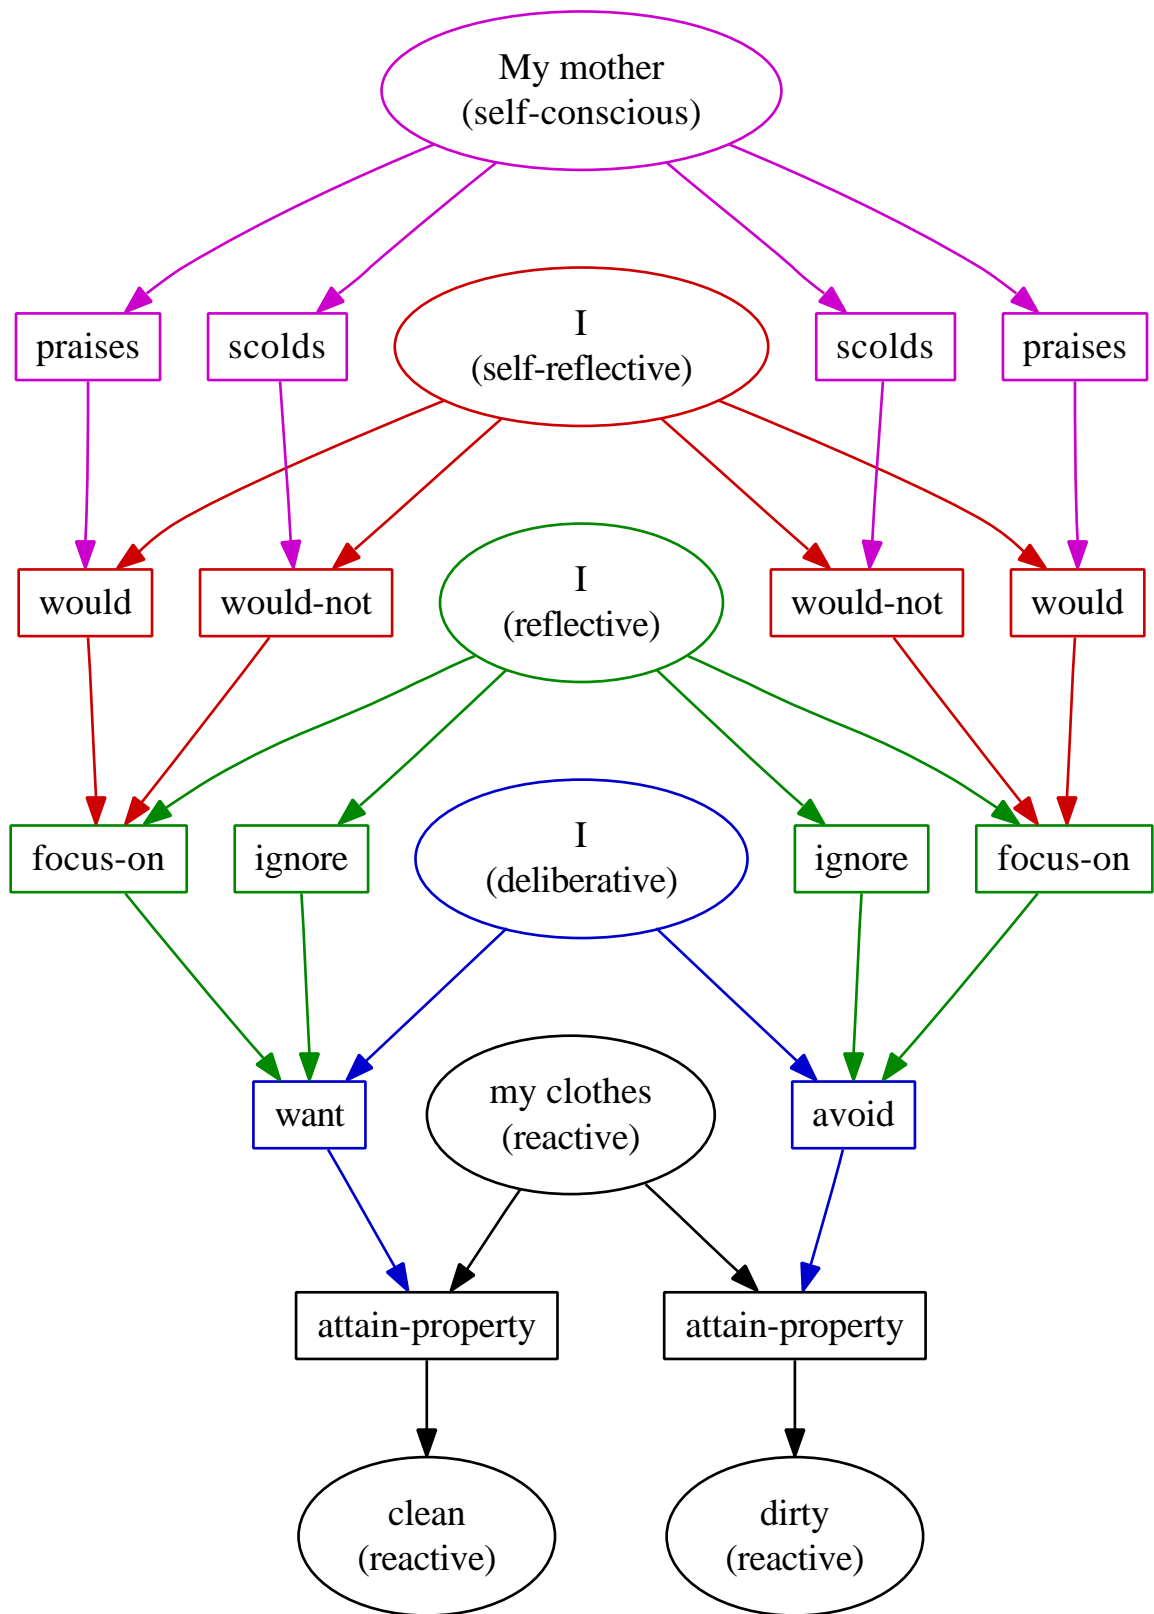 My mother
(self-conscious)
praises
scolds
I
(self-reflective)
scolds
praises
would
would-not
I
(reflective)
would-not
would
focus-on
ignore
I
(deliberative)
ignore
focus-on
want
my clothes
(reactive)
avoid
attain-property
attain-property
clean
(reactive)
dirty
(reactive)